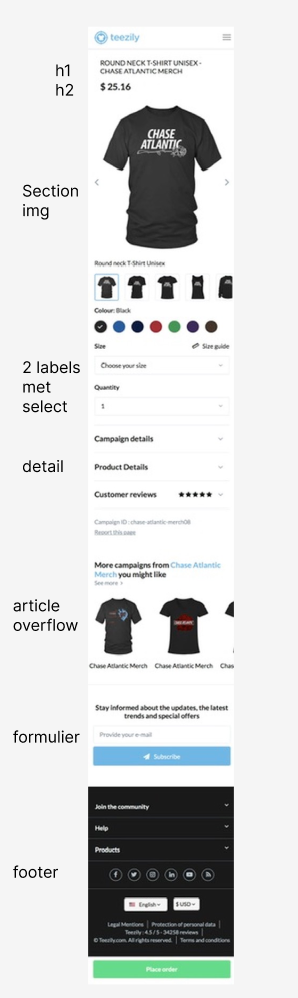 teezily
h1
h2
ROUND NECK T-SHIRT UNISEX -
CHASE ATLANTIC MERCH
$ 25.16
CHASE
ATLANTIC
Section
img
Round neck T-Shirt Unisex
Colour: Black
Size
Size guide
2 labels
met
select
Choose your size
Quantity
1
Campaign details
detail
Product Details
Customer reviews
Campaign ID : chase-atlantic-merch08
Report this page
More campaigns from Chase Atlantic
Merch you might like
See more >
article
overflow
Chase Atlantic Merch
Chase Atlantic Merch
Chas
Stay informed about the updates, the latest
trends and special offers
formulier
Provide your e-mail
Subscribe
Join the community
Help
Products
footer
English
$ USD
Legal Mentions | Protection of personal data |
Teezily : 4.5 / 5 - 34258 reviews |
© Teezily.com. All rights reserved. | Terms and conditions
Place order